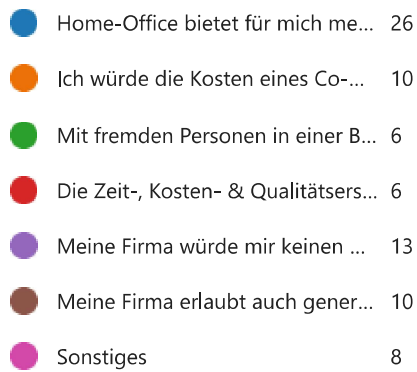 Home-Office bietet für mich me... 26
Ich würde die Kosten eines Co-... 10
Mit fremden Personen in einer B... 6
Die Zeit-, Kosten- & Qualitätsers... 6
Meine Firma würde mir keinen ... 13
Meine Firma erlaubt auch gener... 10
Sonstiges 8